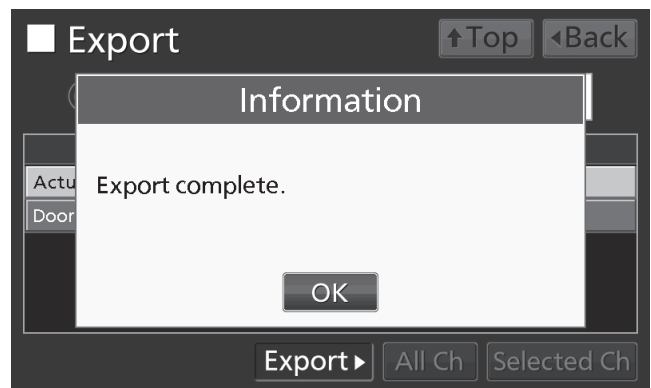 Export
↑Top
◂Back
Information
Actu
Door
Export complete.
OK
Export▸
All Ch
Selected Ch